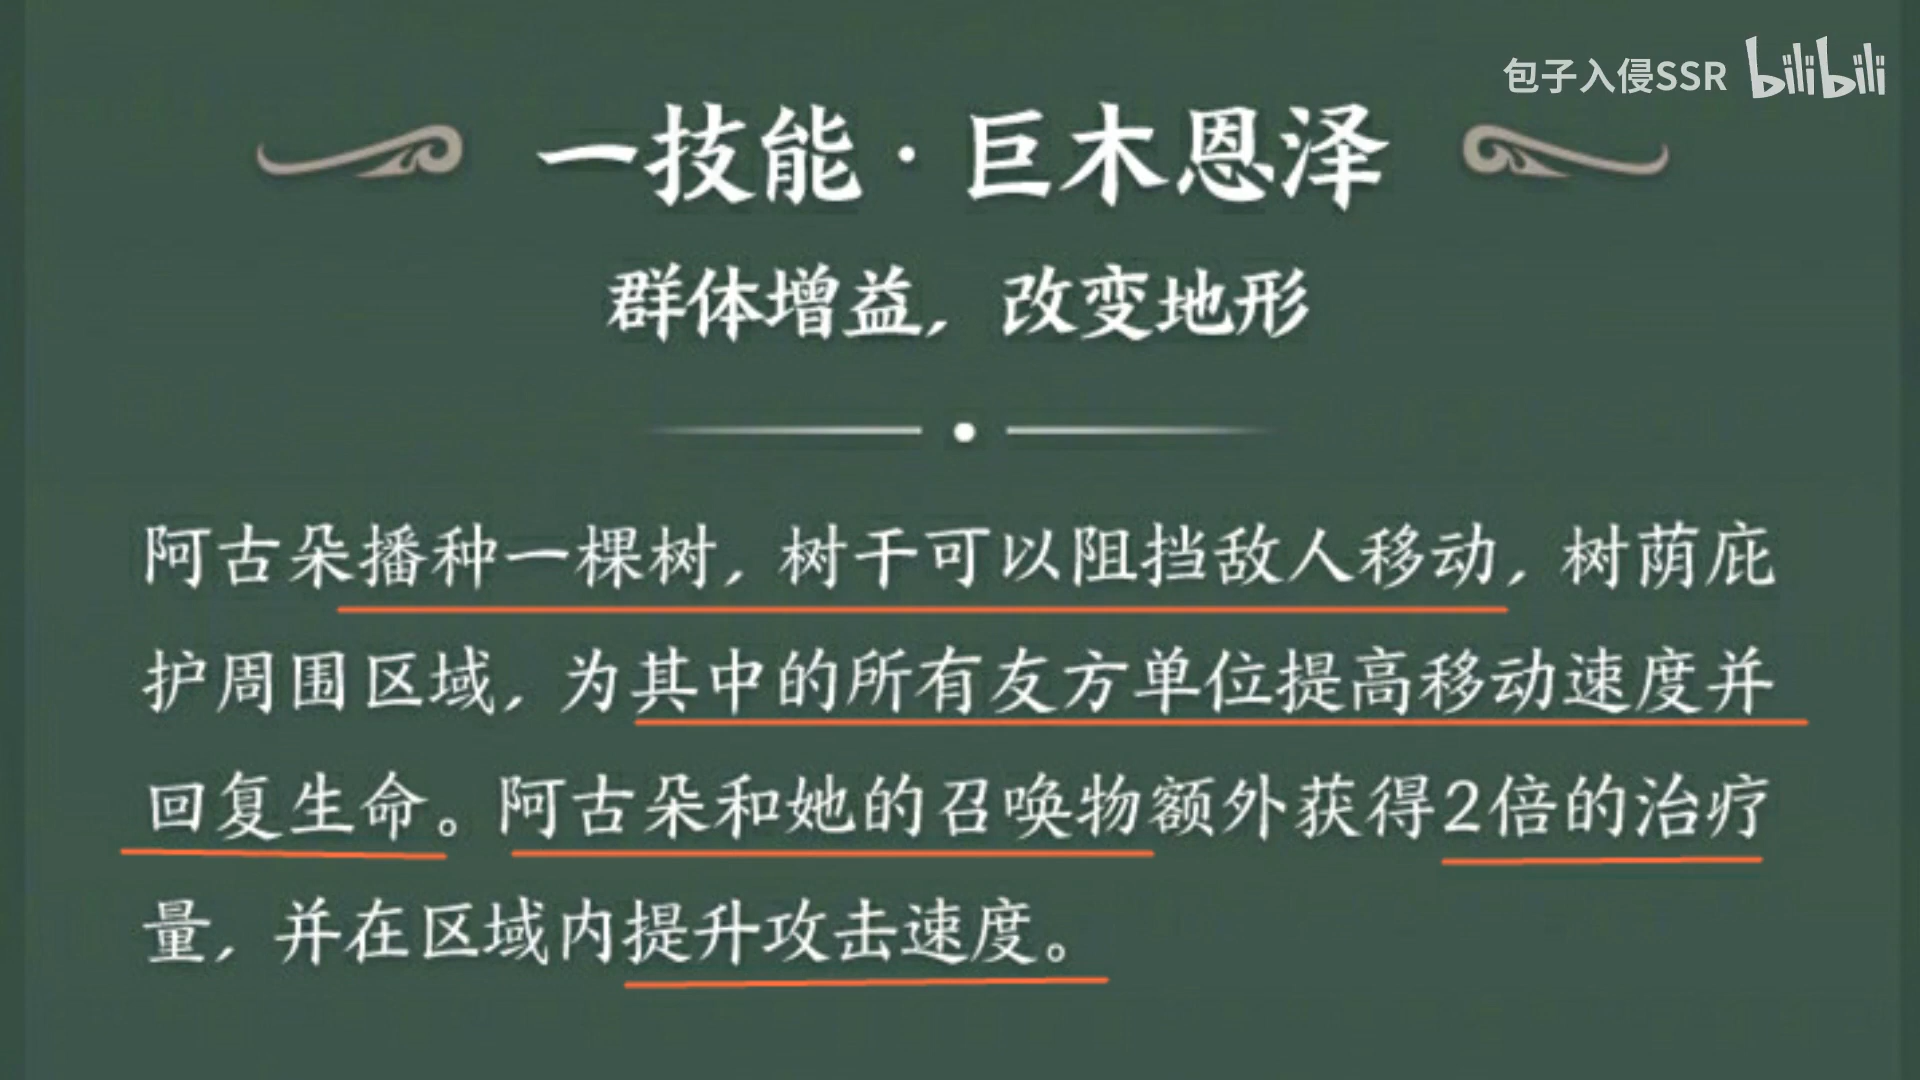 包子入侵SSR bilibili
一技能·巨木恩泽
群体增益，改变地形
阿古朵播种一棵树，树干可以阻挡敌人移动，树荫庇
护周围区域，为其中的所有友方单位提高移动速度并
回复生命。阿古朵和她的召唤物额外获得2倍的治疗
量，并在区域内提升攻击速度。